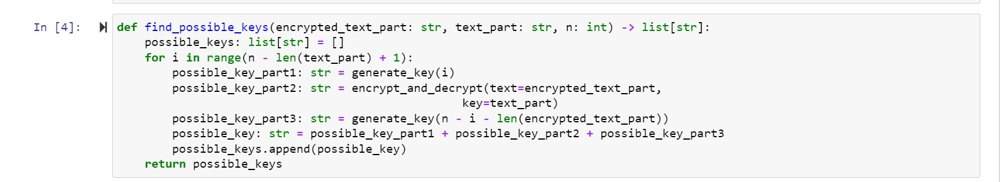 In [4]:
def find_possible_keys(encrypted_text_part: str, text_part: str, n: int) -> list[str]:
    possible_keys: list[str] = []
    for i in range(n - len(text_part) + 1):
        possible_key_part1: str = generate_key(i)
        possible_key_part2: str = encrypt_and_decrypt(text=encrypted_text_part,
                                                  key=text_part)
        possible_key_part3: str = generate_key(n - i - len(encrypted_text_part))
        possible_key: str = possible_key_part1 + possible_key_part2 + possible_key_part3
        possible_keys.append(possible_key)
    return possible_keys